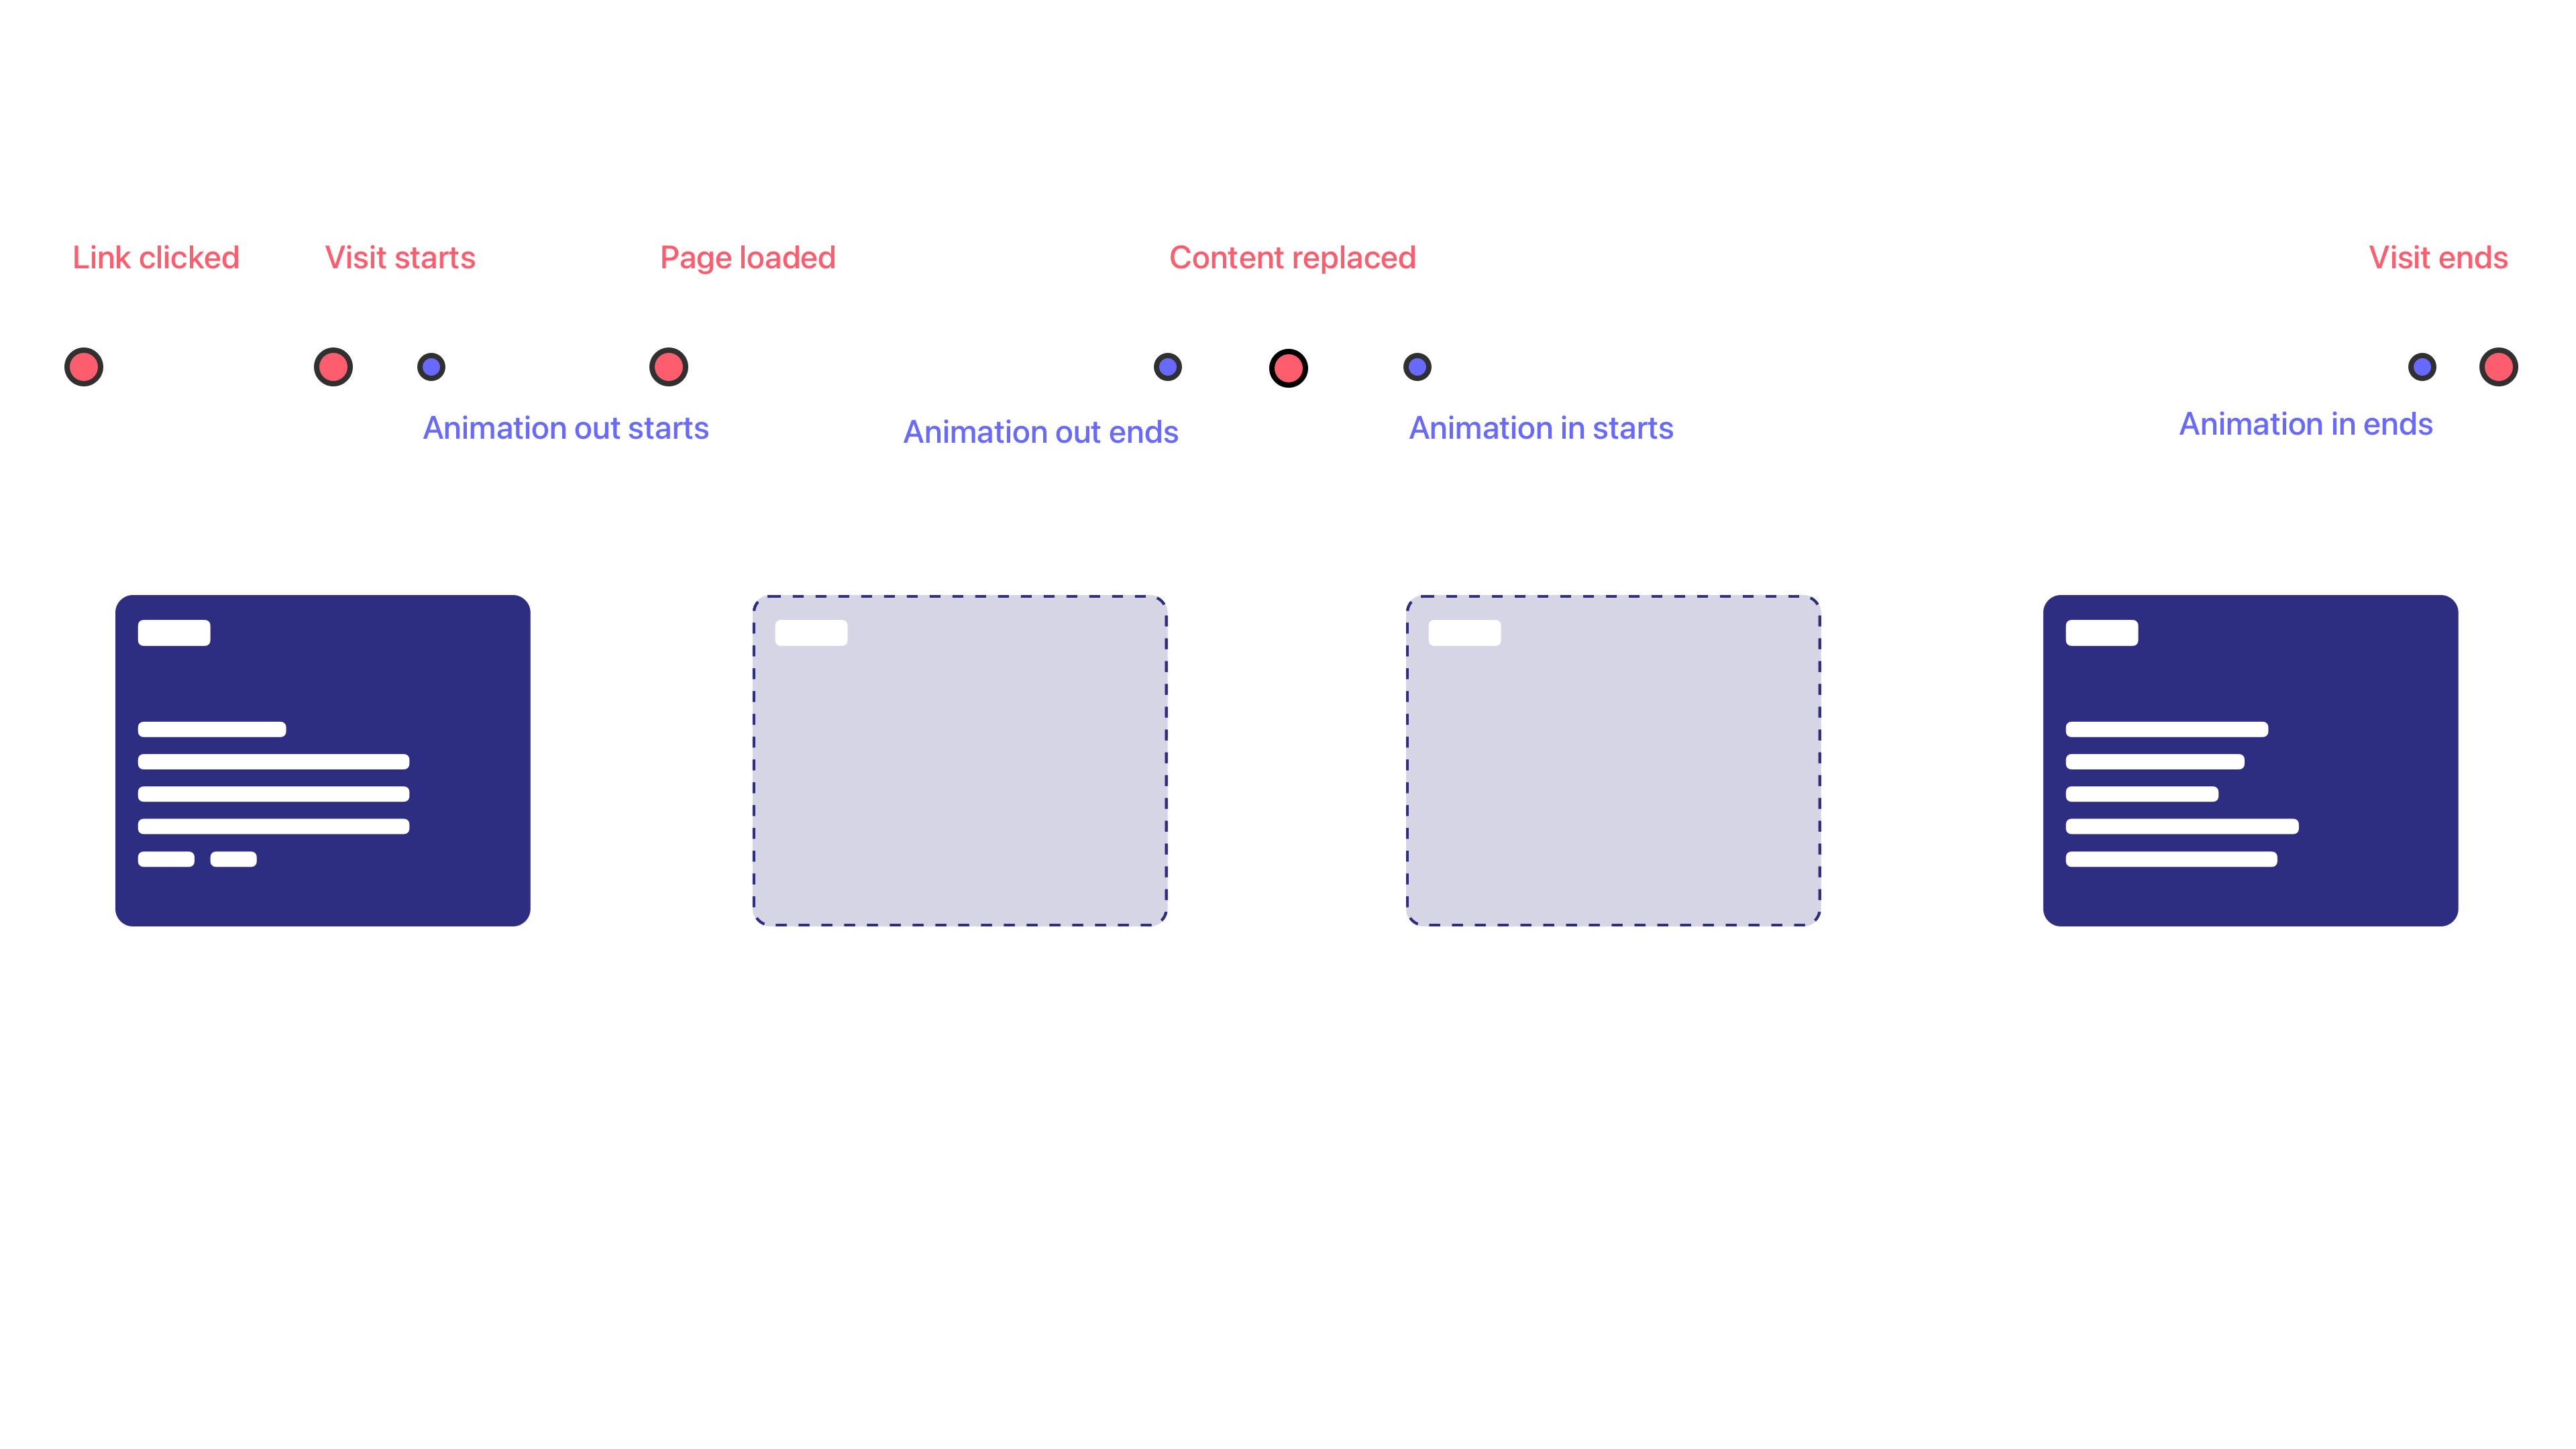 Link clicked
Visit starts
Page loaded
Content replaced
Visit ends
Animation out starts
Animation out ends
Animation in starts
Animation in ends